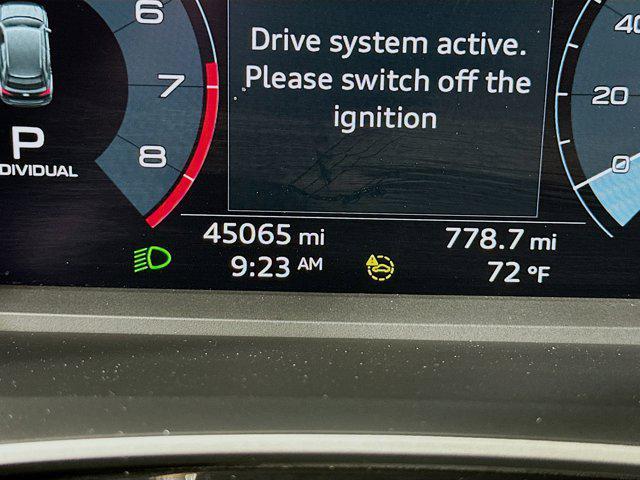 6
7
8
P
DIVIDUAL
Drive system active.
Please switch off the
ignition
40
20
0
45065 mi
778.7 mi
9:23 AM
72 °F